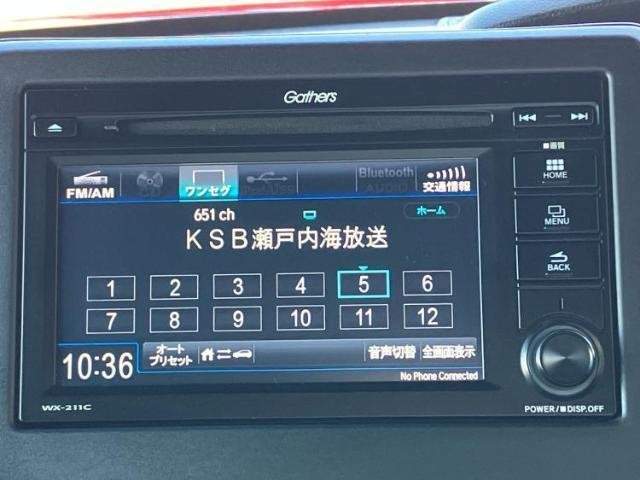 Gathers
■画質
HOME
FM/AM
ワンセグ
Bluetooth
AUDIO
交通情報
651 ch
ホーム
KSB瀬戸内海放送
MENU
1 2 3 4 5 6
BACK
7 8 9 10 11 12
10:36
オート
プリセット
音声切替 全画面表示
No Phone Connected
WX-211C
POWER/■DISP.OFF